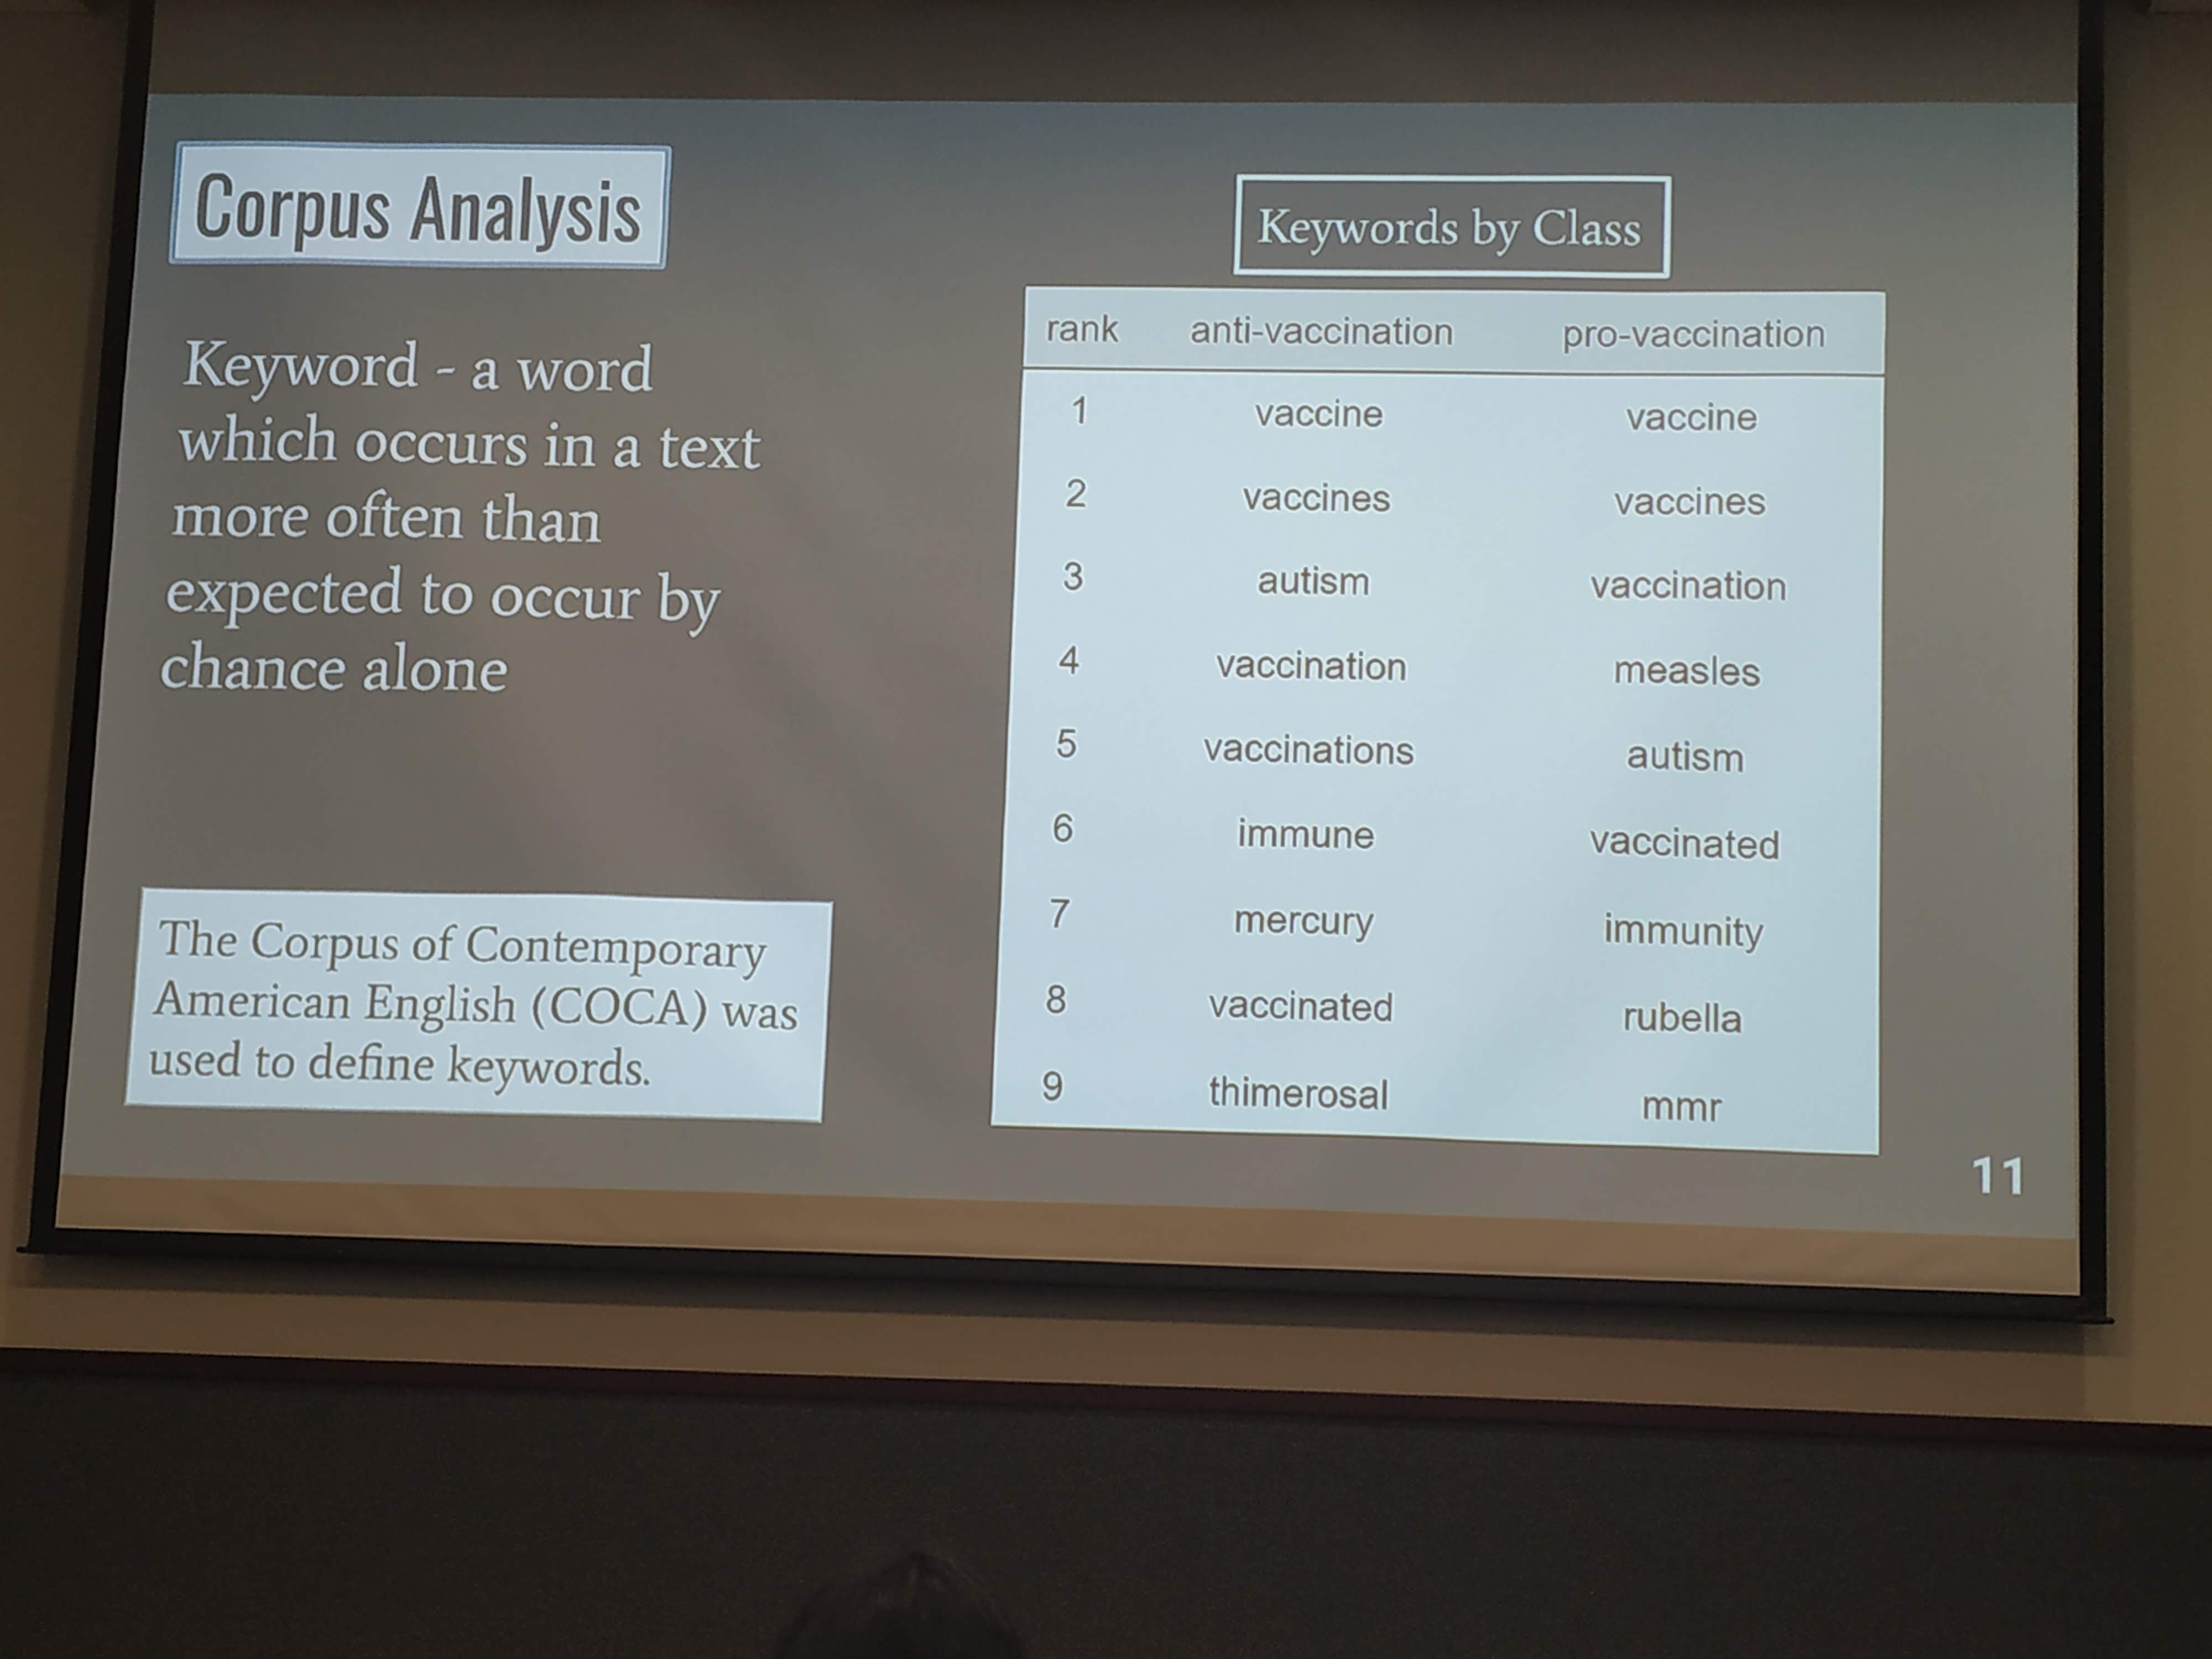 Corpus Analysis
Keyword - a word
which occurs in a text
more often than
expected to occur by
chance alone
The Corpus of Contemporary
American English (COCA) was
used to define keywords.
Keywords by Class
rank anti-vaccination pro-vaccination
1 vaccine vaccine
2 vaccines vaccines
3 autism vaccination
4 vaccination measles
5 vaccinations autism
6 immune vaccinated
7 mercury immunity
8 vaccinated rubella
9 thimerosal mmr
11